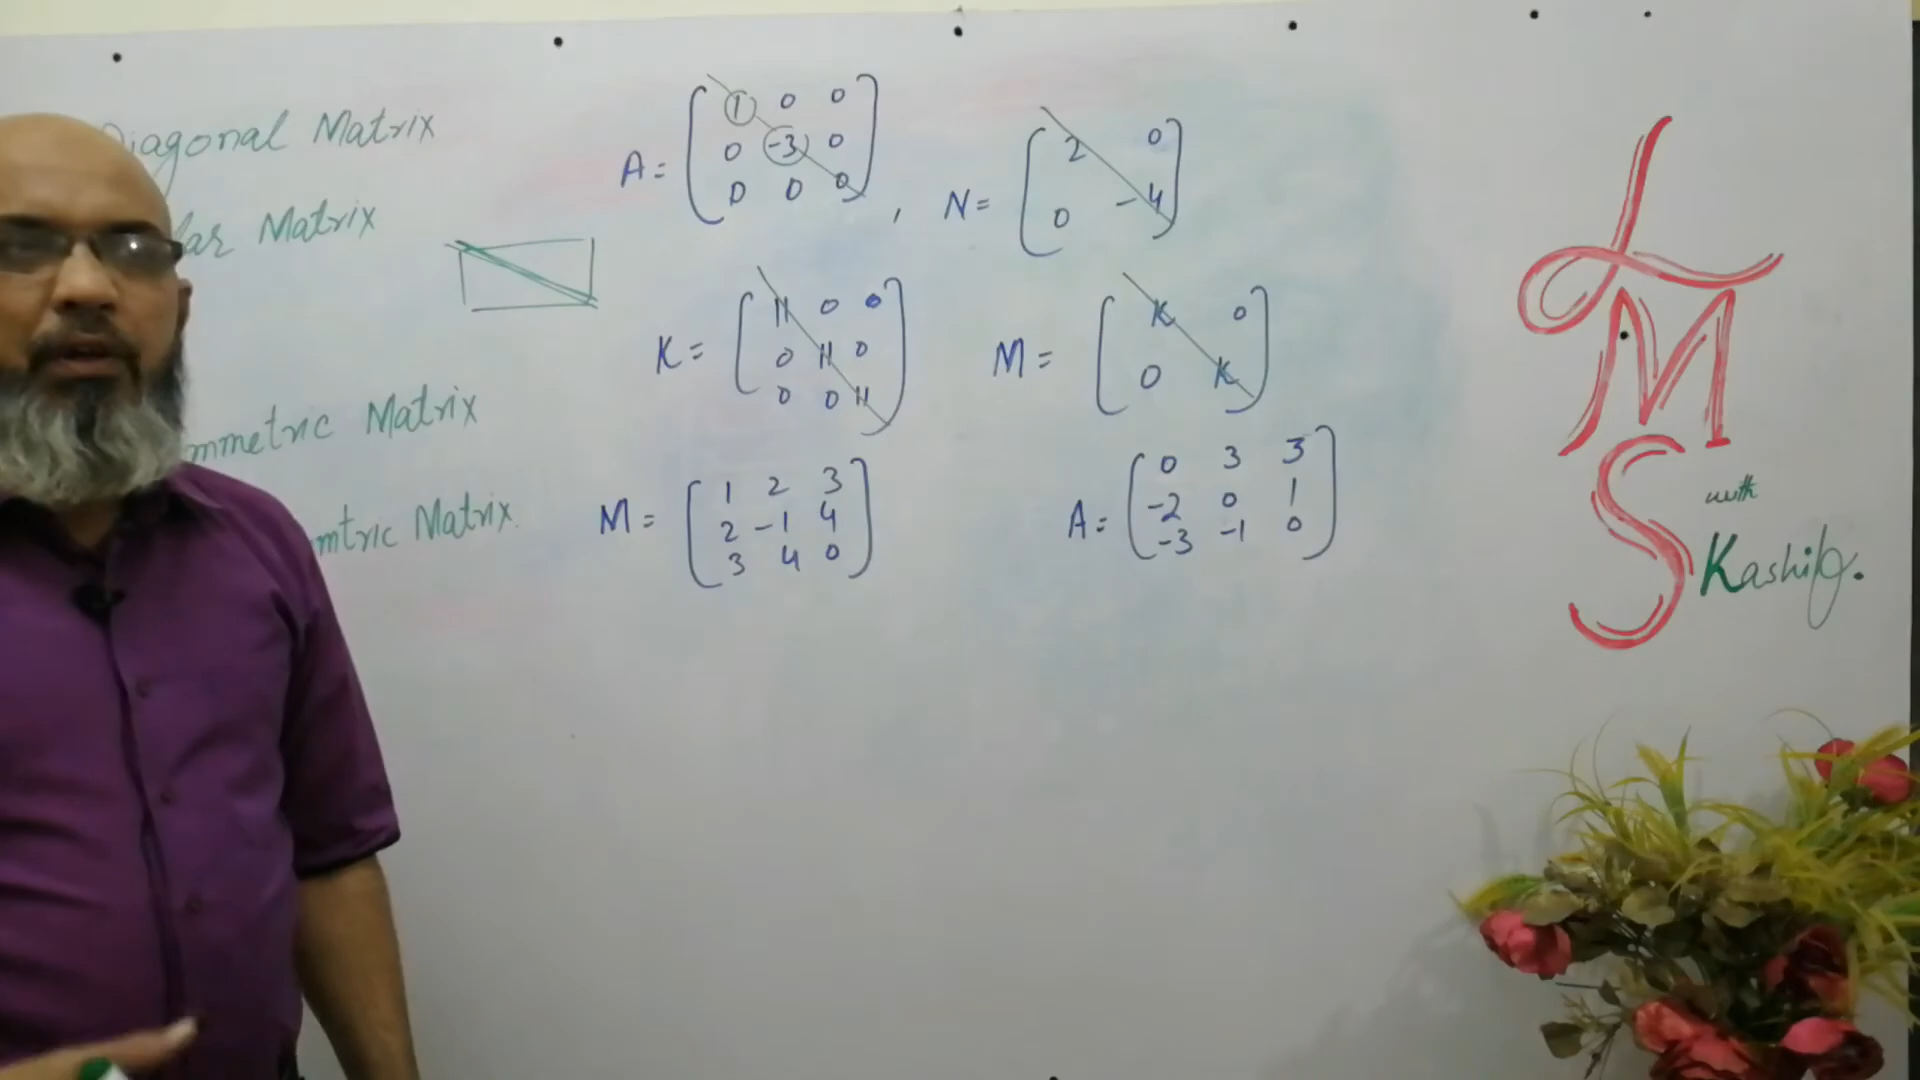 Diagonal Matrix
A = [ 1 0 0
0 -3 0
0 0 0 ] , N = [ 2 0
0 -4 ]
Matrix
K = [ 11 0 0
0 11 0
0 0 11 ] M = [ K 0
0 K ]
mmetric Matrix
mtric Matrix
M = [ 1 2 3
2 -1 4
3 4 0 ] A = [ 0 3 3
-2 0 1
-3 -1 0 ]
LMS
with
Kashif.